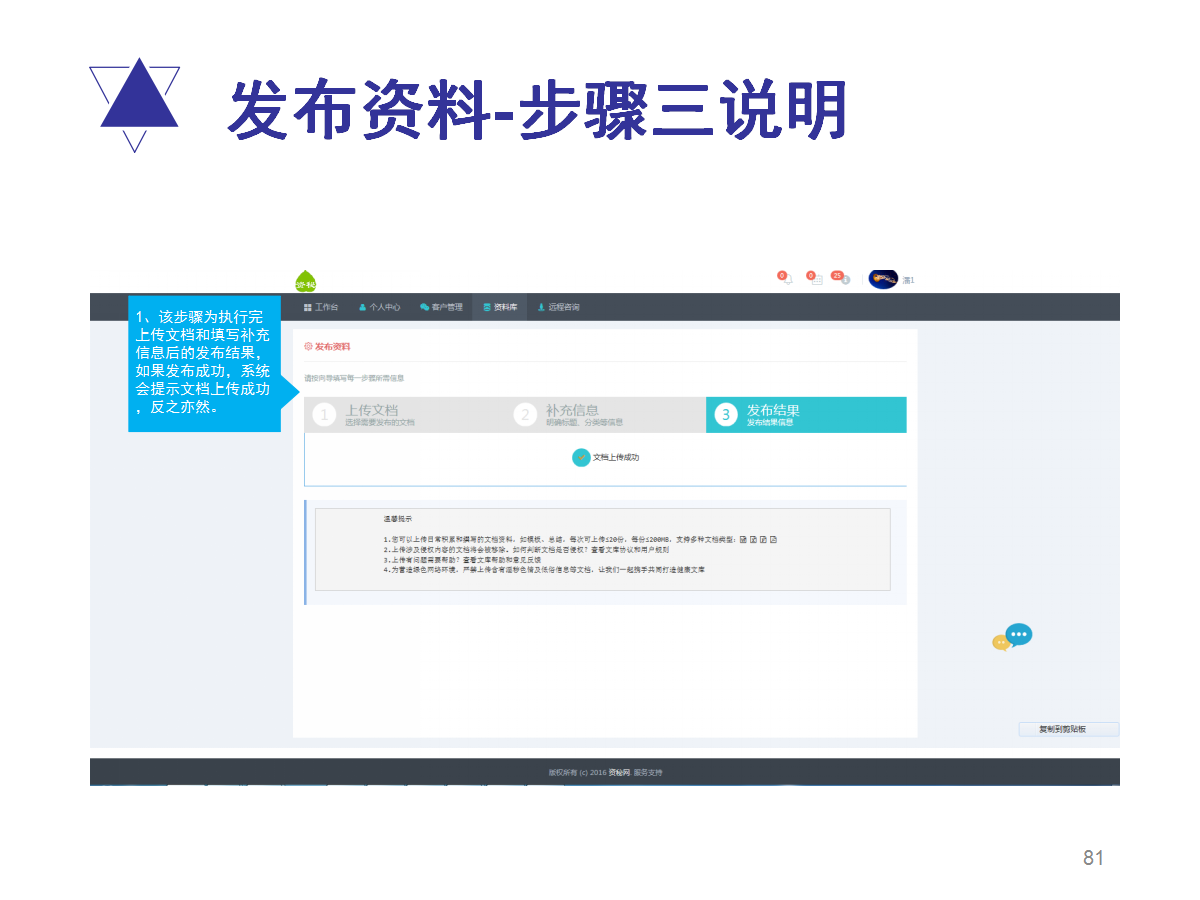 发布资料-步骤三说明
资秘
0
0
25
工作台
个人中心
客户管理
资料库
远程咨询
1、该步骤为执行完
上传文档和填写补充
信息后的发布结果,
如果发布成功，系统
会提示文档上传成功
，反之亦然。
发布资料
请按向导填写每一步骤所需信息
1 上传文档
选择需要发布的文档
2 补充信息
明确标题、分类等信息
3 发布结果
发布结果信息
文档上传成功
温馨提示
1.您可以上传日常积累和撰写的文档资料，如模板、总结，每次可上传≤20份，每份≤200MB，支持多种文档类型：
2.上传涉及侵权内容的文档将会被移除。如何判断文档是否侵权？查看文库协议和用户规则
3.上传有问题需要帮助？查看文库帮助和意见反馈
4.为营造绿色网络环境，严禁上传含有淫秽色情及低俗信息等文档，让我们一起携手共同打造健康文库
复制到剪贴板
版权所有 (c) 2016 资秘网 服务支持
81